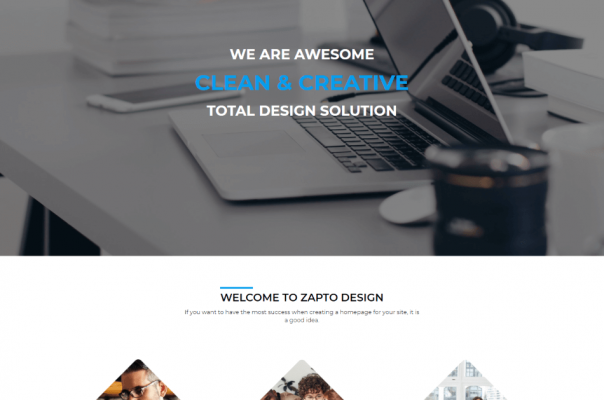 WE ARE AWESOME
CLEAN & CREATIVE
TOTAL DESIGN SOLUTION
WELCOME TO ZAPTO DESIGN
If you want to have the most success when creating a homepage for your site, it is
a good idea